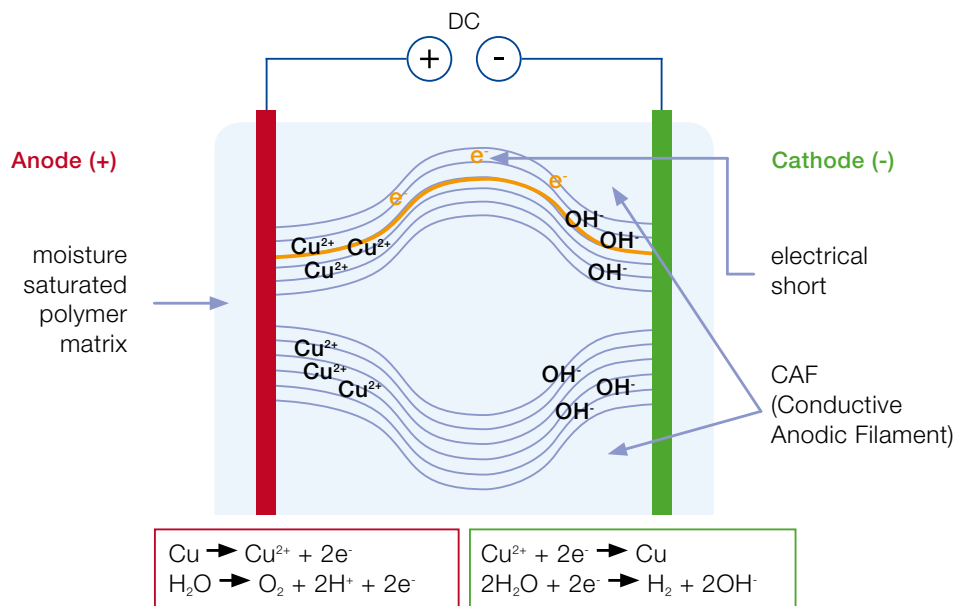 DC
+ -
Anode (+)
Cathode (-)
e-
e-
e-
Cu²⁺ Cu²⁺
Cu²⁺
OH-
OH-
OH-
moisture
saturated
polymer
matrix
electrical
short
Cu²⁺
Cu²⁺
Cu²⁺
OH-
OH-
OH-
CAF
(Conductive
Anodic Filament)
Cu → Cu²⁺ + 2e-
H₂O → O₂ + 2H⁺ + 2e-
Cu²⁺ + 2e- → Cu
2H₂O + 2e- → H₂ + 2OH-